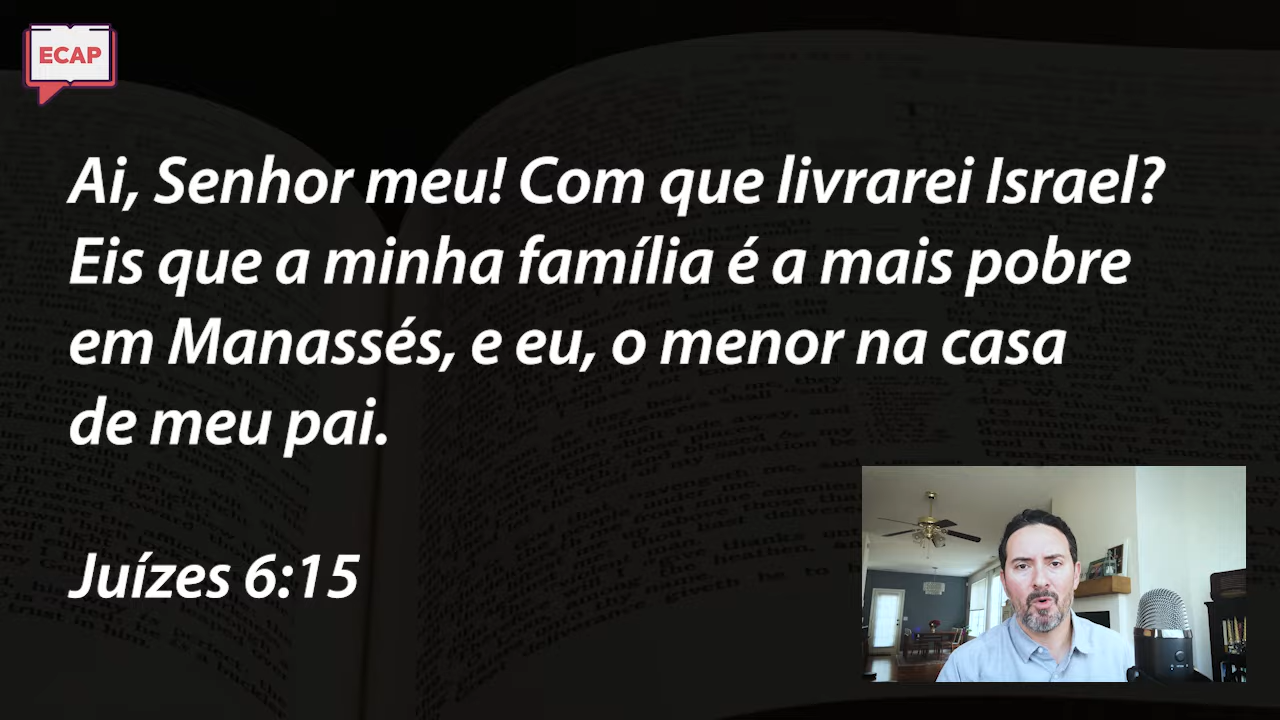 ECAP
Ai, Senhor meu! Com que livrarei Israel?
Eis que a minha família é a mais pobre
em Manassés, e eu, o menor na casa
de meu pai.
Juízes 6:15